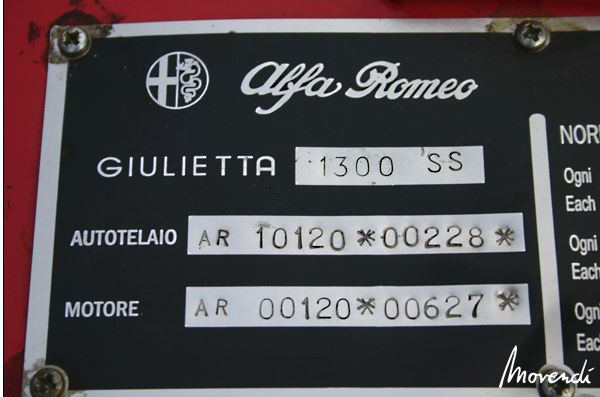 Alfa Romeo
GIULIETTA 1300 SS
AUTOTELAIO AR 10120*00228*
MOTORE AR 00120*00627*
NOR
Ogni
Each
Ogni
Each
Ogni
Eac
Movendi